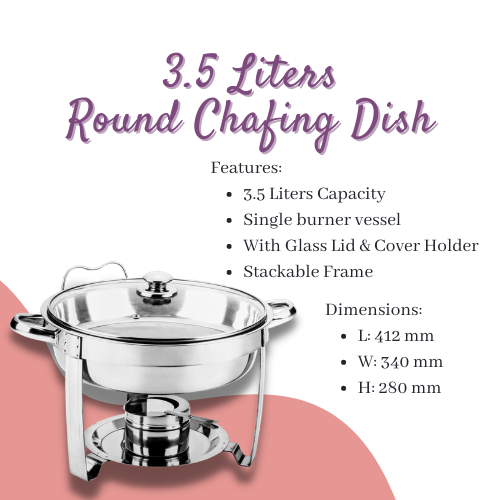 3.5 Liters
Round Chafing Dish
Features:
• 3.5 Liters Capacity
• Single burner vessel
• With Glass Lid & Cover Holder
• Stackable Frame
Dimensions:
• L: 412 mm
• W: 340 mm
• H: 280 mm